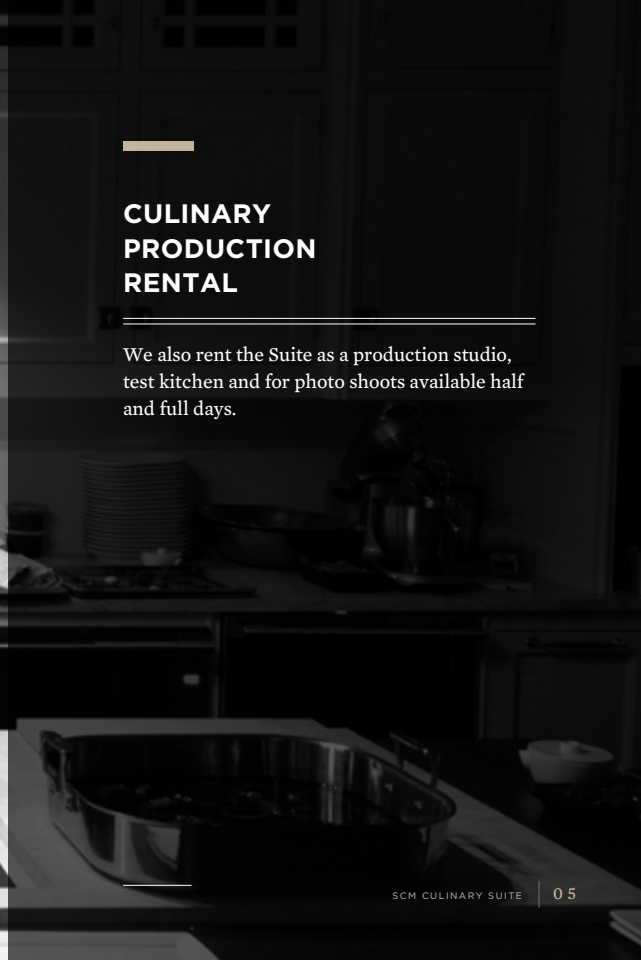 CULINARY
PRODUCTION
RENTAL
We also rent the Suite as a production studio,
test kitchen and for photo shoots available half
and full days.
SCM CULINARY SUITE
05